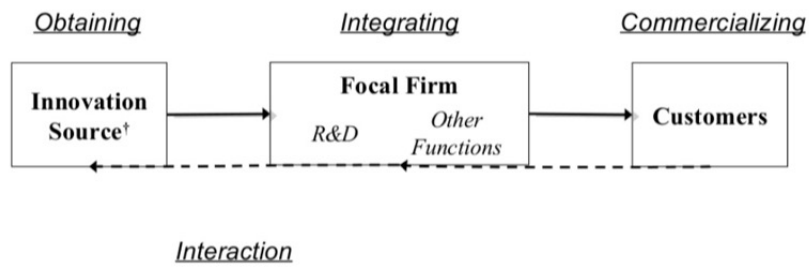 Obtaining Integrating Commercializing
Innovation
Source†
Focal Firm
R&D
Other
Functions
Customers
Interaction